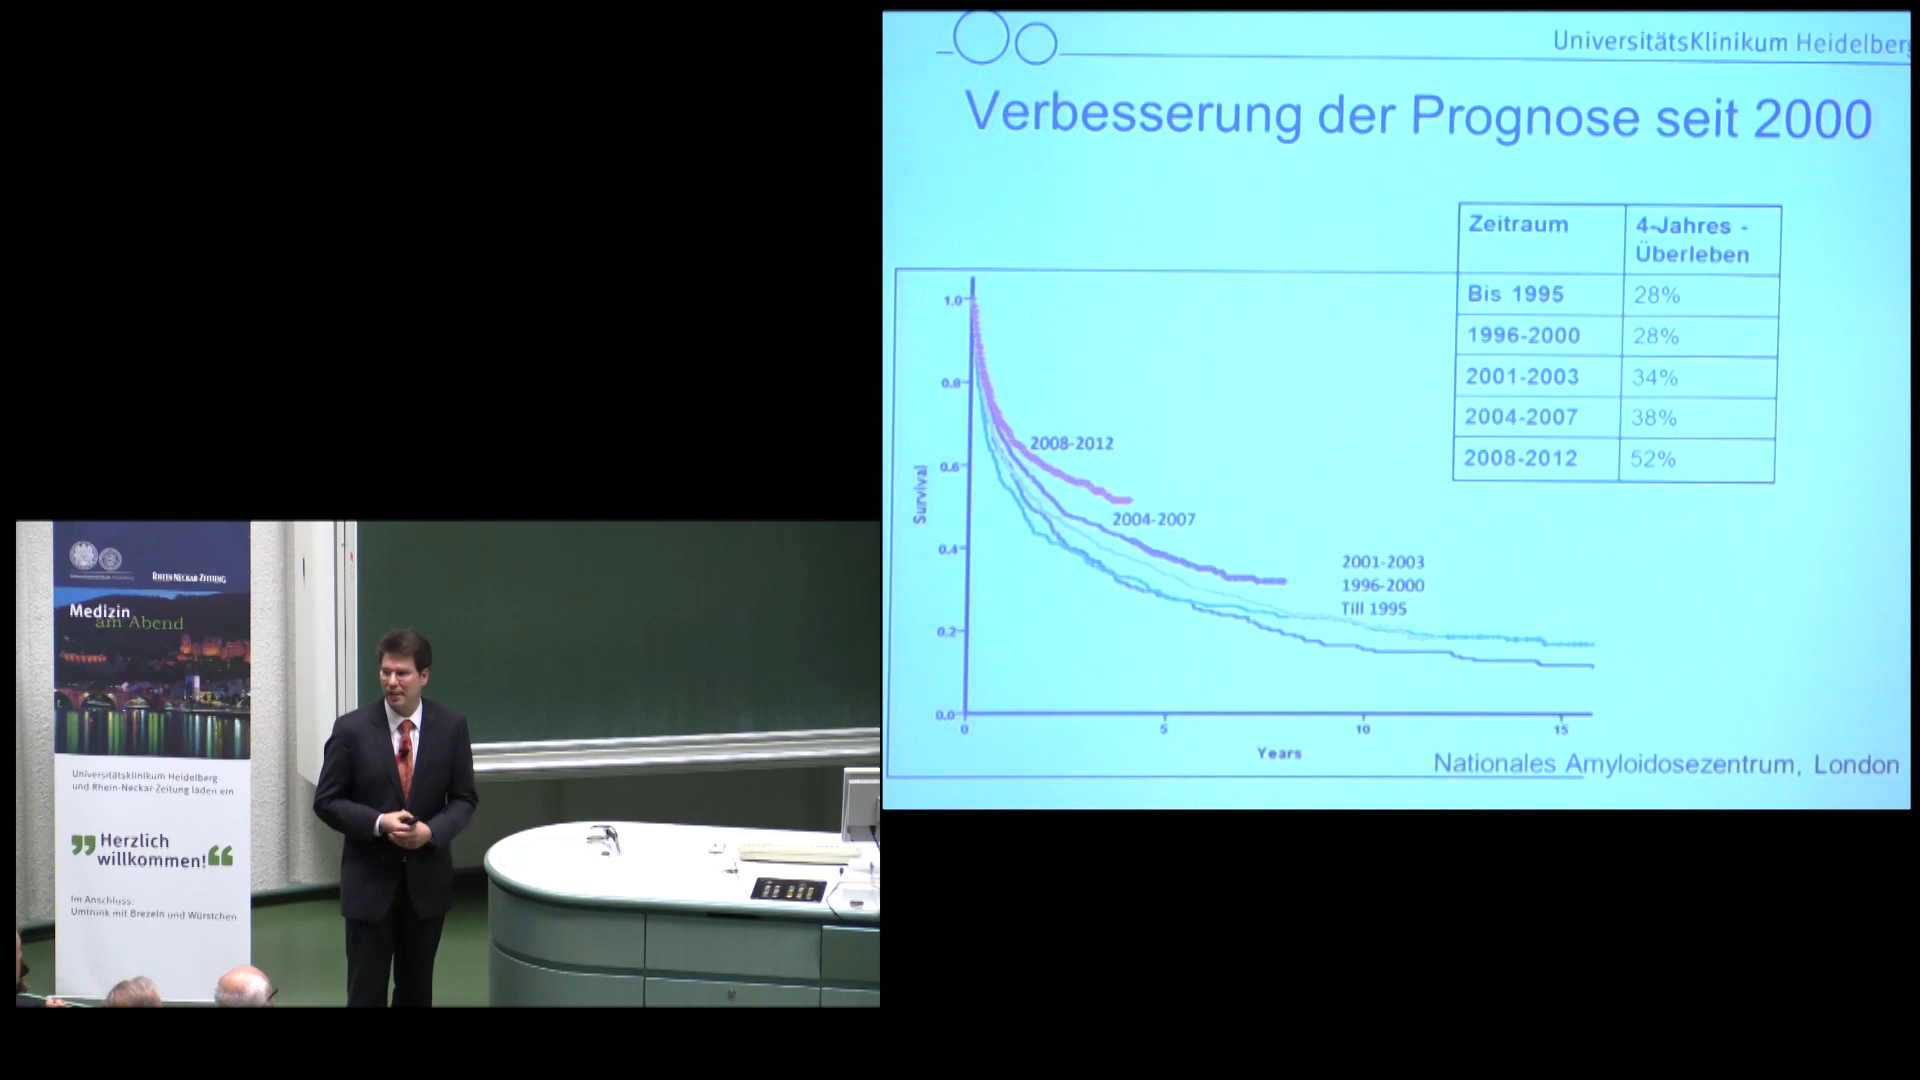 UniversitätsKlinikum Heidelberg
Verbesserung der Prognose seit 2000
Zeitraum
4-Jahres -
Überleben
Bis 1995
28%
1996-2000
28%
2001-2003
34%
2004-2007
38%
2008-2012
52%
1.0
0.8
0.6
0.4
0.2
0.0
Survival
2008-2012
2004-2007
2001-2003
1996-2000
Till 1995
0
5
10
15
Years
Nationales Amyloidosezentrum, London
RHEIN-NECKAR-ZEITUNG
Medizin
am Abend
Universitätsklinikum Heidelberg
und Rhein-Neckar-Zeitung laden ein
„Herzlich
willkommen!“
Im Anschluss:
Umtrunk mit Brezeln und Würstchen